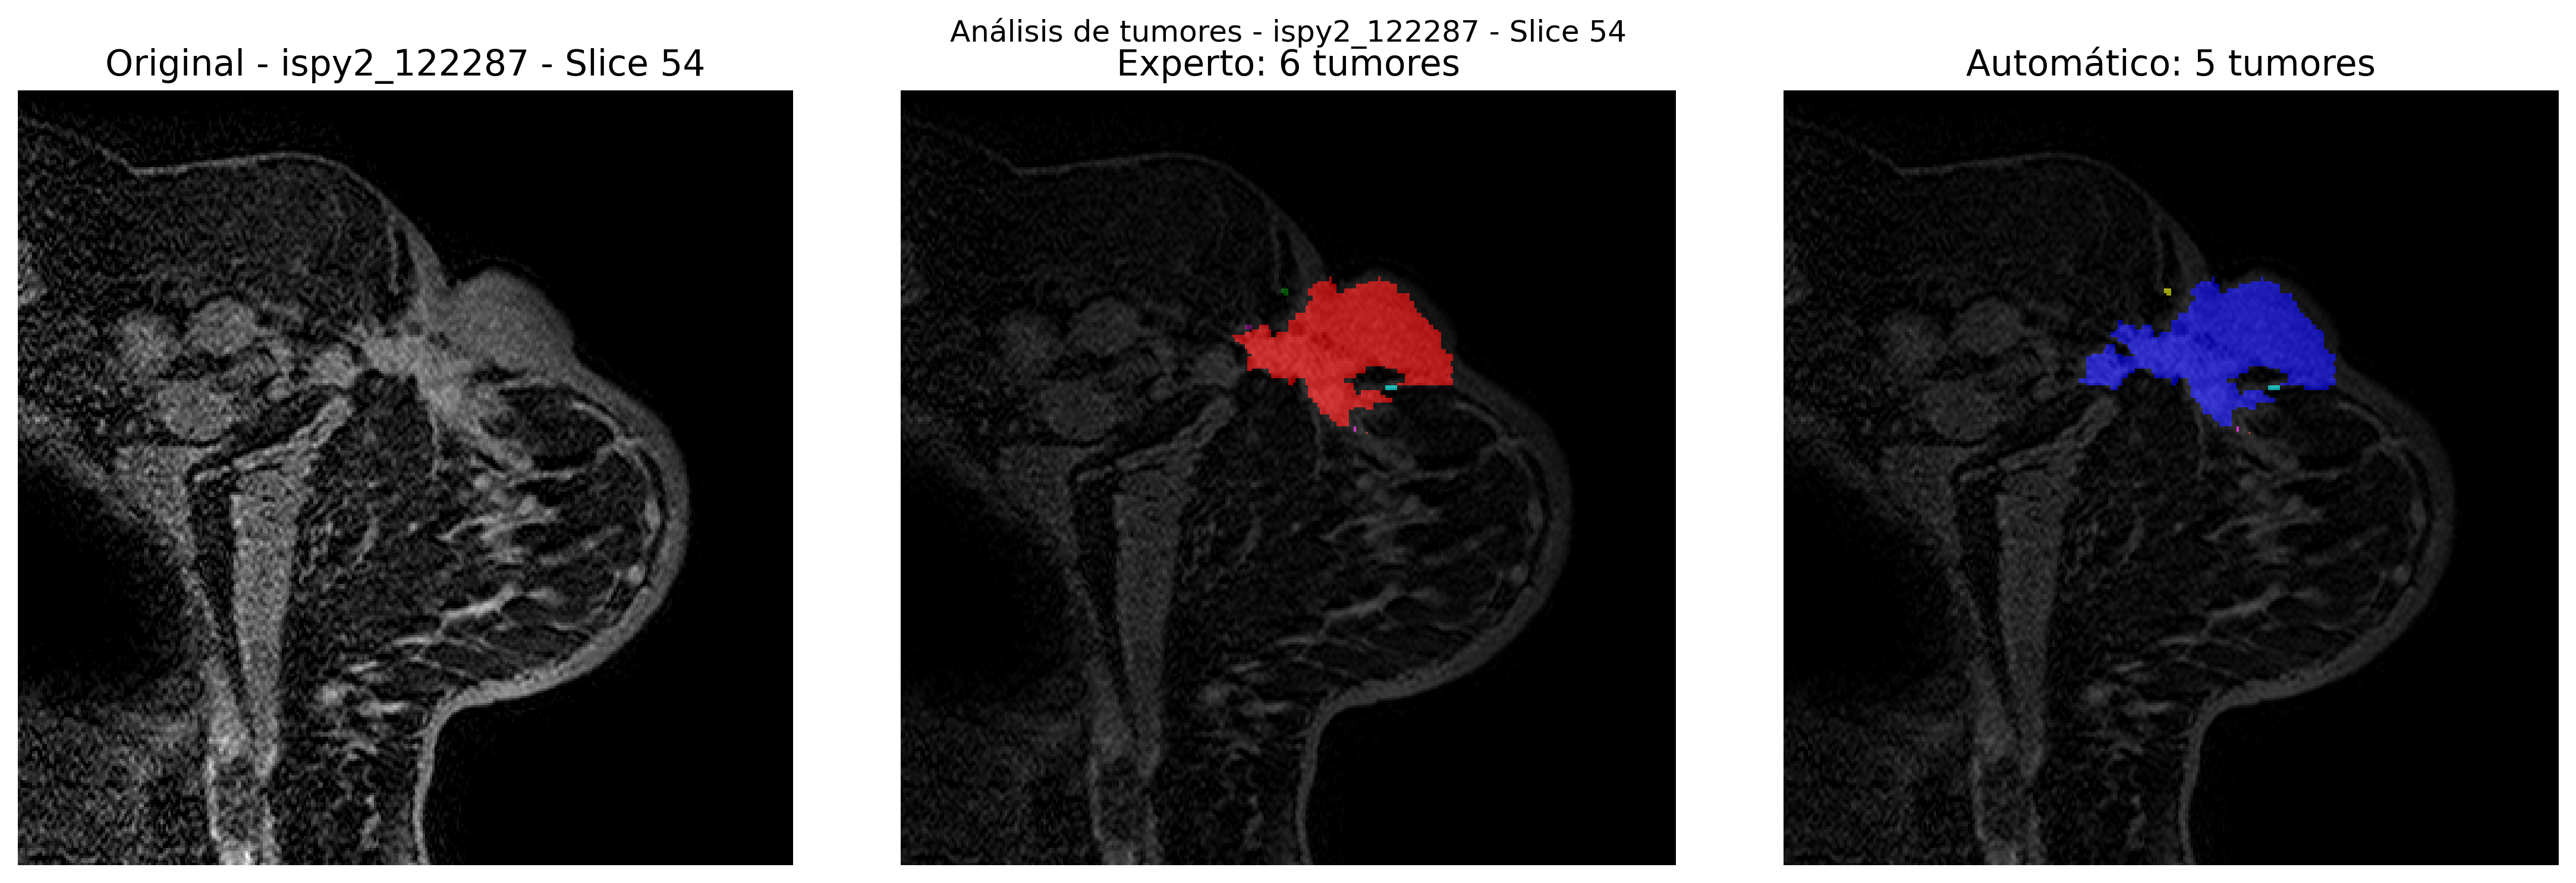 Análisis de tumores - ispy2_122287 - Slice 54
Original - ispy2_122287 - Slice 54
Experto: 6 tumores
Automático: 5 tumores